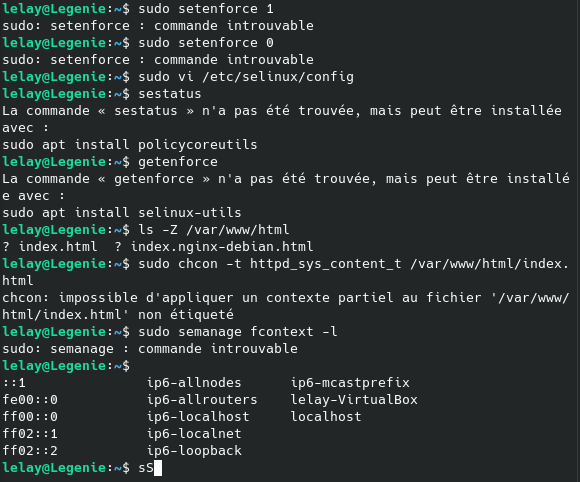 lelay@Legenie:~$ sudo setenforce 1
sudo: setenforce : commande introuvable
lelay@Legenie:~$ sudo setenforce 0
sudo: setenforce : commande introuvable
lelay@Legenie:~$ sudo vi /etc/selinux/config
lelay@Legenie:~$ sestatus
La commande « sestatus » n'a pas été trouvée, mais peut être installée
avec :
sudo apt install policycoreutils
lelay@Legenie:~$ getenforce
La commande « getenforce » n'a pas été trouvée, mais peut être installé
e avec :
sudo apt install selinux-utils
lelay@Legenie:~$ ls -Z /var/www/html
? index.html  ? index.nginx-debian.html
lelay@Legenie:~$ sudo chcon -t httpd_sys_content_t /var/www/html/index.
html
chcon: impossible d'appliquer un contexte partiel au fichier '/var/www/
html/index.html' non étiqueté
lelay@Legenie:~$ sudo semanage fcontext -l
sudo: semanage : commande introuvable
lelay@Legenie:~$
::1               ip6-allnodes      ip6-mcastprefix
fe00::0           ip6-allrouters    lelay-VirtualBox
ff00::0           ip6-localhost     localhost
ff02::1           ip6-localnet
ff02::2           ip6-loopback
lelay@Legenie:~$ sS